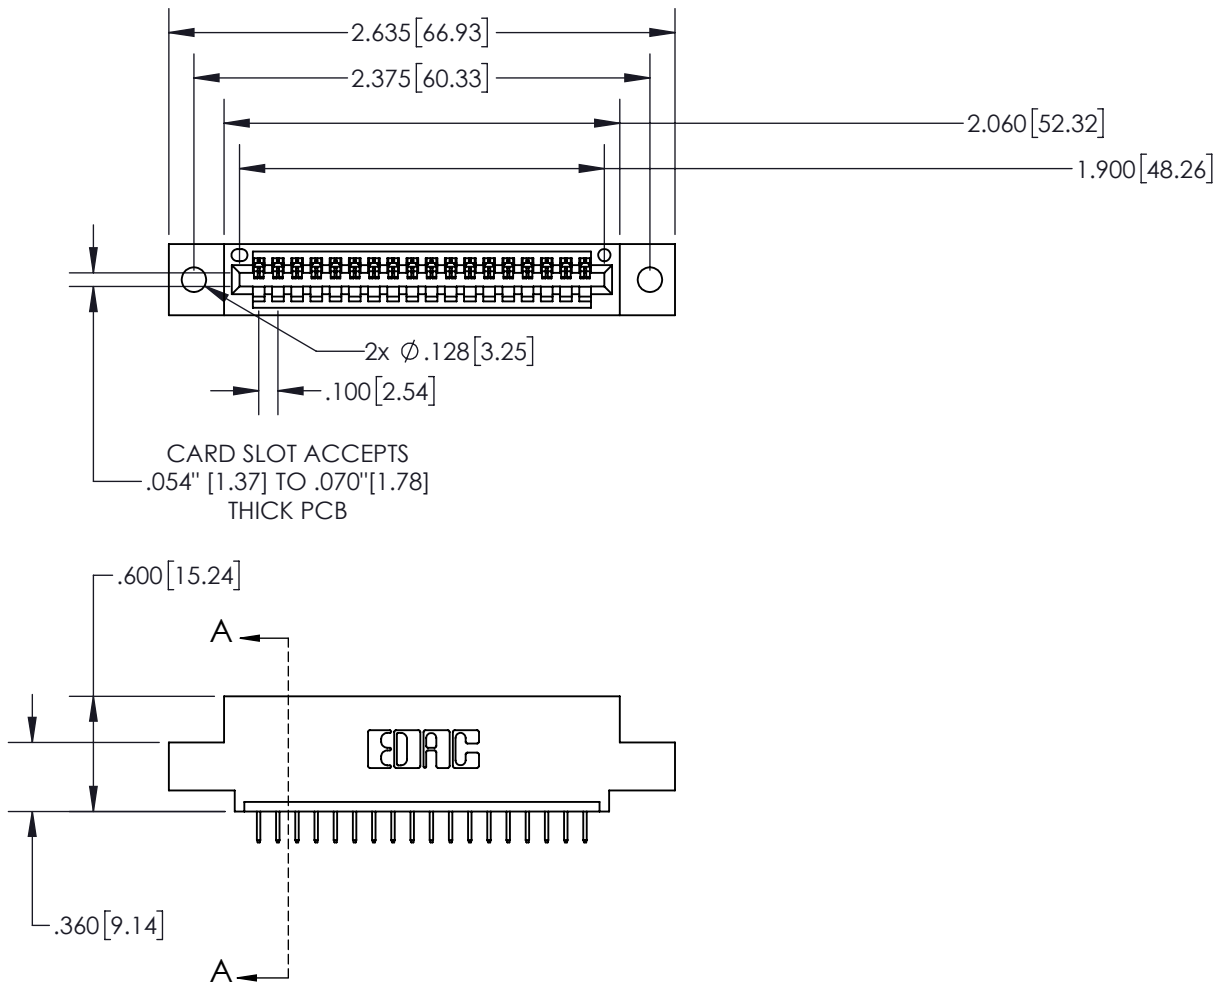 2.635[66.93]
2.375[60.33]
2.060[52.32]
1.900[48.26]
2x ∅.128[3.25]
.100[2.54]
CARD SLOT ACCEPTS
.054" [1.37] TO .070"[1.78]
THICK PCB
.600[15.24]
A
EDAC
.360[9.14]
A